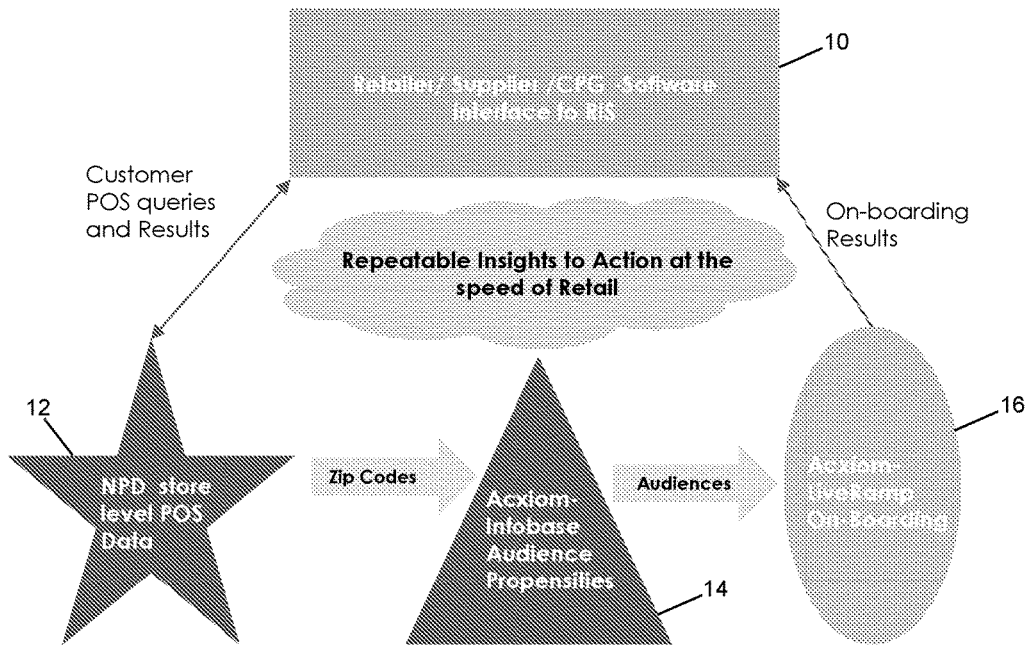 Retailer/ Supplier /CPG -Software
interface to RIS
10
Customer
POS queries
and Results
On-boarding
Results
Repeatable Insights to Action at the
speed of Retail
12
16
NPD store
level POS
Data
Zip Codes
Acxiom-
Infobase
Audience
Propensities
Audiences
Acxiom-
LiveRamp
On-Boarding
14